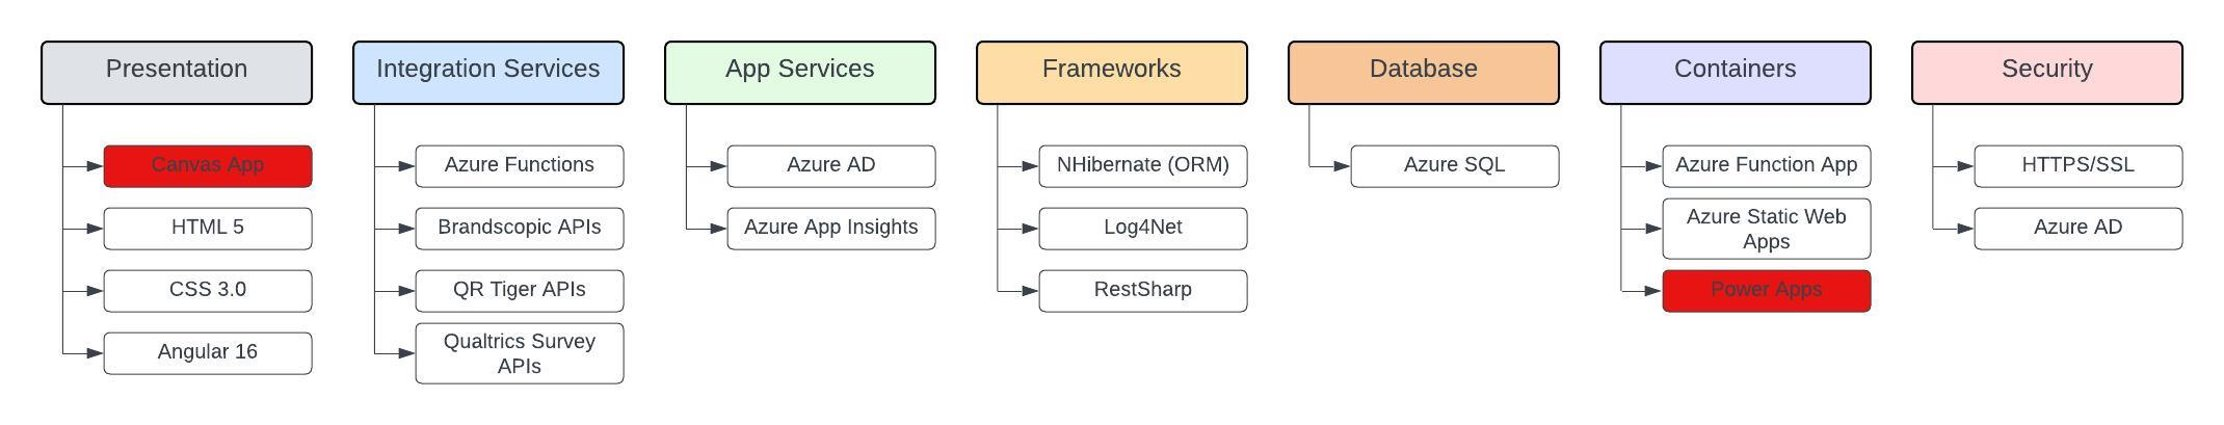 Presentation
Canvas App
HTML 5
CSS 3.0
Angular 16
Integration Services
Azure Functions
Brandscopic APIs
QR Tiger APIs
Qualtrics Survey
APIs
App Services
Azure AD
Azure App Insights
Frameworks
NHibernate (ORM)
Log4Net
RestSharp
Database
Azure SQL
Containers
Azure Function App
Azure Static Web
Apps
Power Apps
Security
HTTPS/SSL
Azure AD